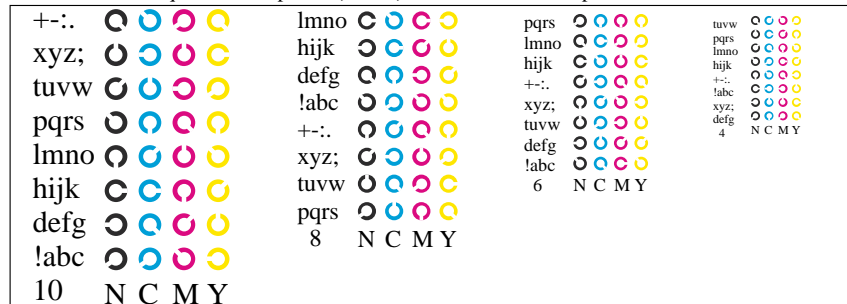 +-:.
xyz;
tuvw
pqrs
lmno
hijk
defg
!abc
10 N C M Y
lmno
hijk
defg
!abc
+-:.
xyz;
tuvw
pqrs
8 N C M Y
pqrs
lmno
hijk
+-:.
xyz;
tuvw
defg
!abc
6 N C M Y
tuvw
pqrs
lmno
hijk
+-:.
!abc
xyz;
defg
4 N C M Y